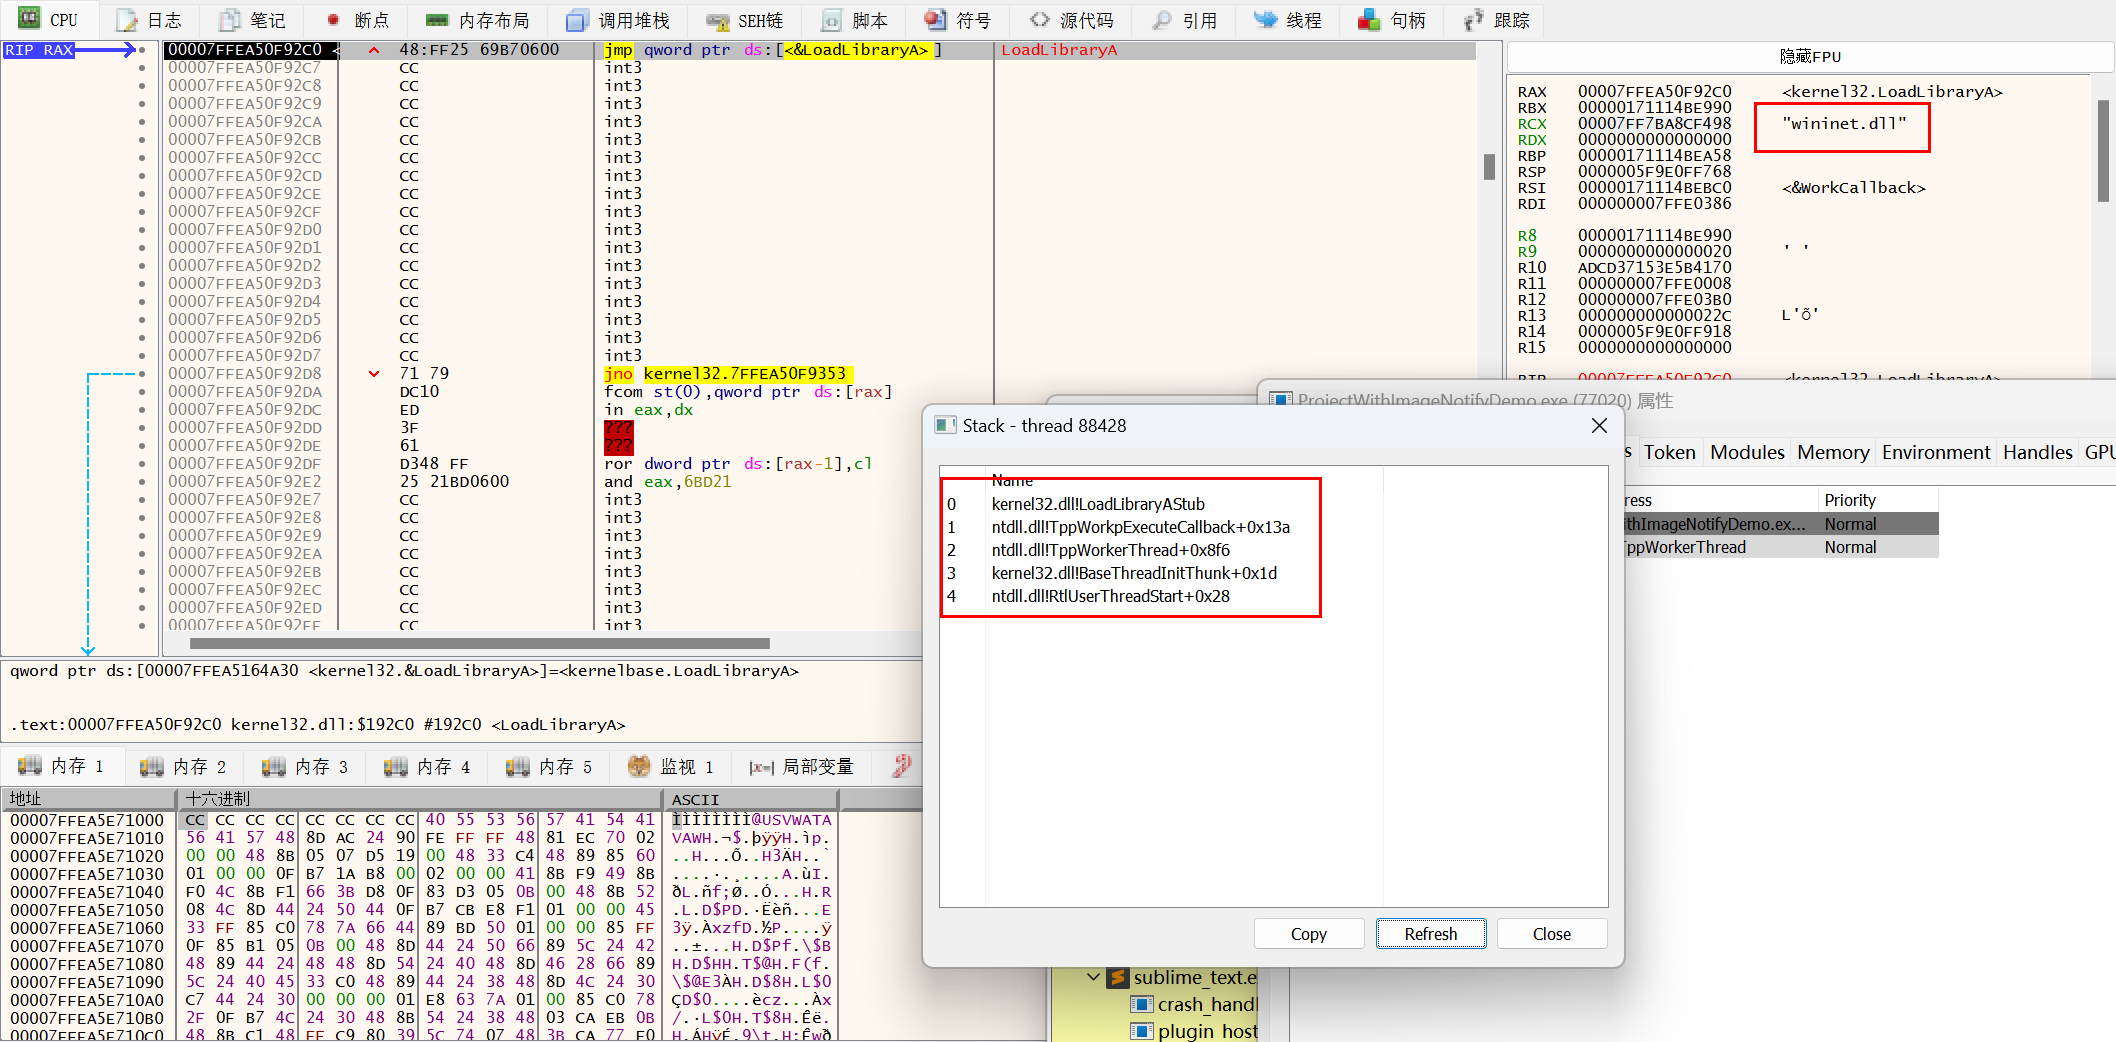 CPU 日志 笔记 断点 内存布局 调用堆栈 SEH链 脚本 符号 源代码 引用 线程 句柄 跟踪
RIP RAX
00007FFEA50F92C0 < 48:FF25 69B70600 jmp qword ptr ds:[<&LoadLibraryA>] LoadLibraryA
00007FFEA50F92C7 CC int3
00007FFEA50F92C8 CC int3
00007FFEA50F92C9 CC int3
00007FFEA50F92CA CC int3
00007FFEA50F92CB CC int3
00007FFEA50F92CC CC int3
00007FFEA50F92CD CC int3
00007FFEA50F92CE CC int3
00007FFEA50F92CF CC int3
00007FFEA50F92D0 CC int3
00007FFEA50F92D1 CC int3
00007FFEA50F92D2 CC int3
00007FFEA50F92D3 CC int3
00007FFEA50F92D4 CC int3
00007FFEA50F92D5 CC int3
00007FFEA50F92D6 CC int3
00007FFEA50F92D7 CC int3
00007FFEA50F92D8 71 79 jno kernel32.7FFEA50F9353
00007FFEA50F92DA DC10 fcom st(0),qword ptr ds:[rax]
00007FFEA50F92DC ED in eax,dx
00007FFEA50F92DD 3F ???
00007FFEA50F92DE 61 ???
00007FFEA50F92DF D348 FF ror dword ptr ds:[rax-1],cl
00007FFEA50F92E2 25 21BD0600 and eax,6BD21
00007FFEA50F92E7 CC int3
00007FFEA50F92E8 CC int3
00007FFEA50F92E9 CC int3
00007FFEA50F92EA CC int3
00007FFEA50F92EB CC int3
00007FFEA50F92EC CC int3
00007FFEA50F92ED CC int3
00007FFEA50F92EE CC int3
隐藏FPU
RAX 00007FFEA50F92C0 <kernel32.LoadLibraryA>
RBX 00000171114BE990
RCX 00007FF7BA8CF498 "wininet.dll"
RDX 0000000000000000
RBP 00000171114BEA58
RSP 0000005F9E0FF768
RSI 00000171114BEBC0 <&WorkCallback>
RDI 000000007FFE0386
R8 00000171114BE990
R9 0000000000000020 ' '
R10 ADCD37153E5B4170
R11 000000007FFE0008
R12 000000007FFE03B0
R13 000000000000022C L'Õ'
R14 0000005F9E0FF918
R15 0000000000000000
RIP 00007FFEA50F92C0 <kernel32.LoadLibraryA>
qword ptr ds:[00007FFEA5164A30 <kernel32.&LoadLibraryA>]=<kernelbase.LoadLibraryA>
.text:00007FFEA50F92C0 kernel32.dll:$192C0 #192C0 <LoadLibraryA>
ProjectWithImageNotifyDemo.exe (77020) 属性
s Token Modules Memory Environment Handles GPU
ress Priority
ithImageNotifyDemo.ex... Normal
TppWorkerThread Normal
Stack - thread 88428
Name
0 kernel32.dll!LoadLibraryAStub
1 ntdll.dll!TppWorkpExecuteCallback+0x13a
2 ntdll.dll!TppWorkerThread+0x8f6
3 kernel32.dll!BaseThreadInitThunk+0x1d
4 ntdll.dll!RtlUserThreadStart+0x28
Copy Refresh Close
sublime_text.e
crash_handl
plugin_host
内存 1 内存 2 内存 3 内存 4 内存 5 监视 1 局部变量
地址 十六进制 ASCII
00007FFEA5E71000 CC CC CC CC CC CC CC CC 40 55 53 56 57 41 54 41 ÌÌÌÌÌÌÌÌ@USVWATA
00007FFEA5E71010 56 41 57 48 8D AC 24 90 FE FF FF 48 81 EC 70 02 VAWH.¬$.þÿÿH.ìp.
00007FFEA5E71020 00 00 48 8B 05 07 D5 19 00 48 33 C4 48 89 85 60 ..H...Õ..H3ÄH..`
00007FFEA5E71030 01 00 00 0F B7 1A B8 00 02 00 00 41 8B F9 49 8B ....·.¸....A.ùI.
00007FFEA5E71040 F0 4C 8B F1 66 3B D8 0F 83 D3 05 0B 00 48 8B 52 ðL.ñf;Ø..Ó...H.R
00007FFEA5E71050 08 4C 8D 44 24 50 44 0F B7 CB E8 F1 01 00 00 45 .L.D$PD.·Ëèñ...E
00007FFEA5E71060 33 FF 85 C0 78 7A 66 44 89 BD 50 01 00 00 85 FF 3ÿ.ÀxzfD.½P....ÿ
00007FFEA5E71070 0F 85 B1 05 0B 00 48 8D 44 24 50 66 89 5C 24 42 ..±...H.D$Pf.\$B
00007FFEA5E71080 48 89 44 24 48 48 8D 54 24 40 48 8D 46 28 66 89 H.D$HH.T$@H.F(f.
00007FFEA5E71090 5C 24 40 45 33 C0 48 89 44 24 38 48 8D 4C 24 30 \$@E3ÀH.D$8H.L$0
00007FFEA5E710A0 C7 44 24 30 00 00 00 01 E8 63 7A 01 00 85 C0 78 ÇD$0....ècz...Àx
00007FFEA5E710B0 2F 0F B7 4C 24 30 48 8B 54 24 38 48 03 CA EB 0B /.·L$0H.T$8H.Êë.
00007FFEA5E710C0 48 8B C1 48 FF C9 80 39 5C 74 07 48 3B CA 77 F0 H.ÁHÿÉ.9\t.H;Êwð